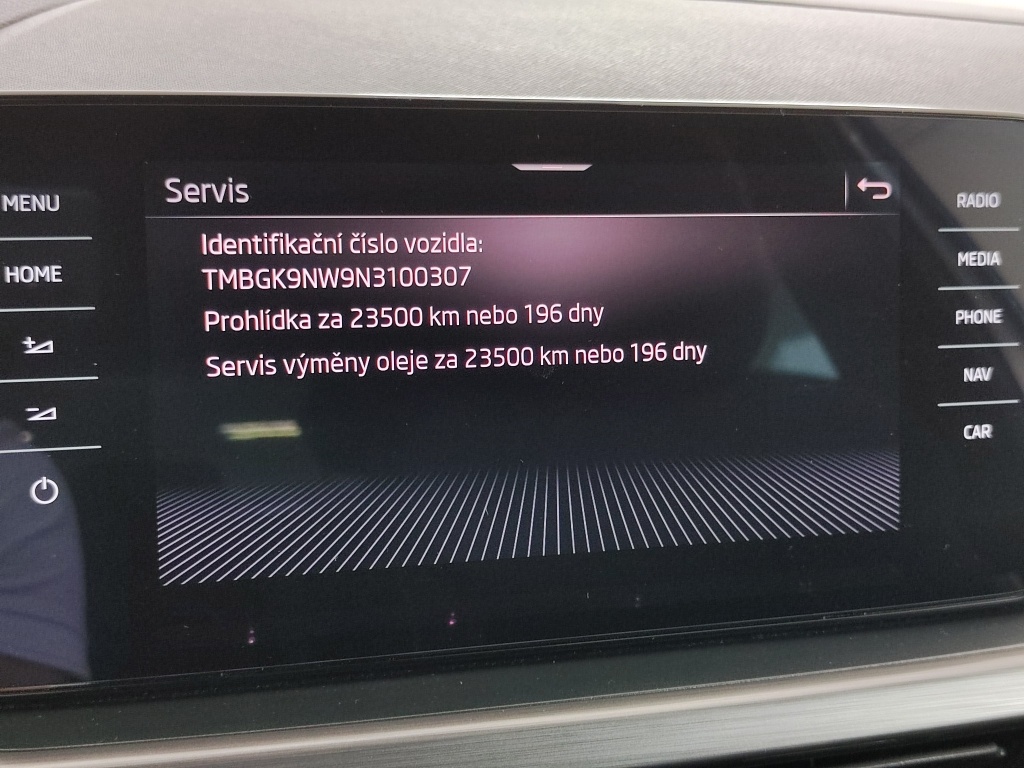 Servis
Identifikační číslo vozidla:
TMBGK9NW9N3100307
Prohlídka za 23500 km nebo 196 dny
Servis výměny oleje za 23500 km nebo 196 dny
MENU
HOME
RADIO
MEDIA
PHONE
NAV
CAR